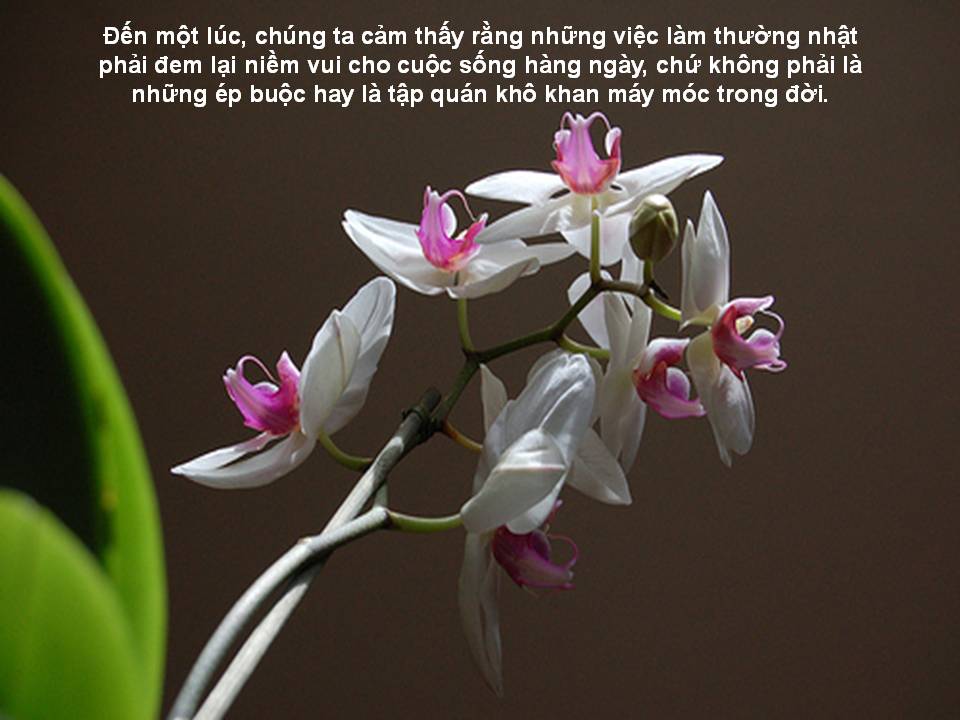 Đến một lúc, chúng ta cảm thấy rằng những việc làm thường nhật
phải đem lại niềm vui cho cuộc sống hàng ngày, chứ không phải là
những ép buộc hay là tập quán khô khan máy móc trong đời.